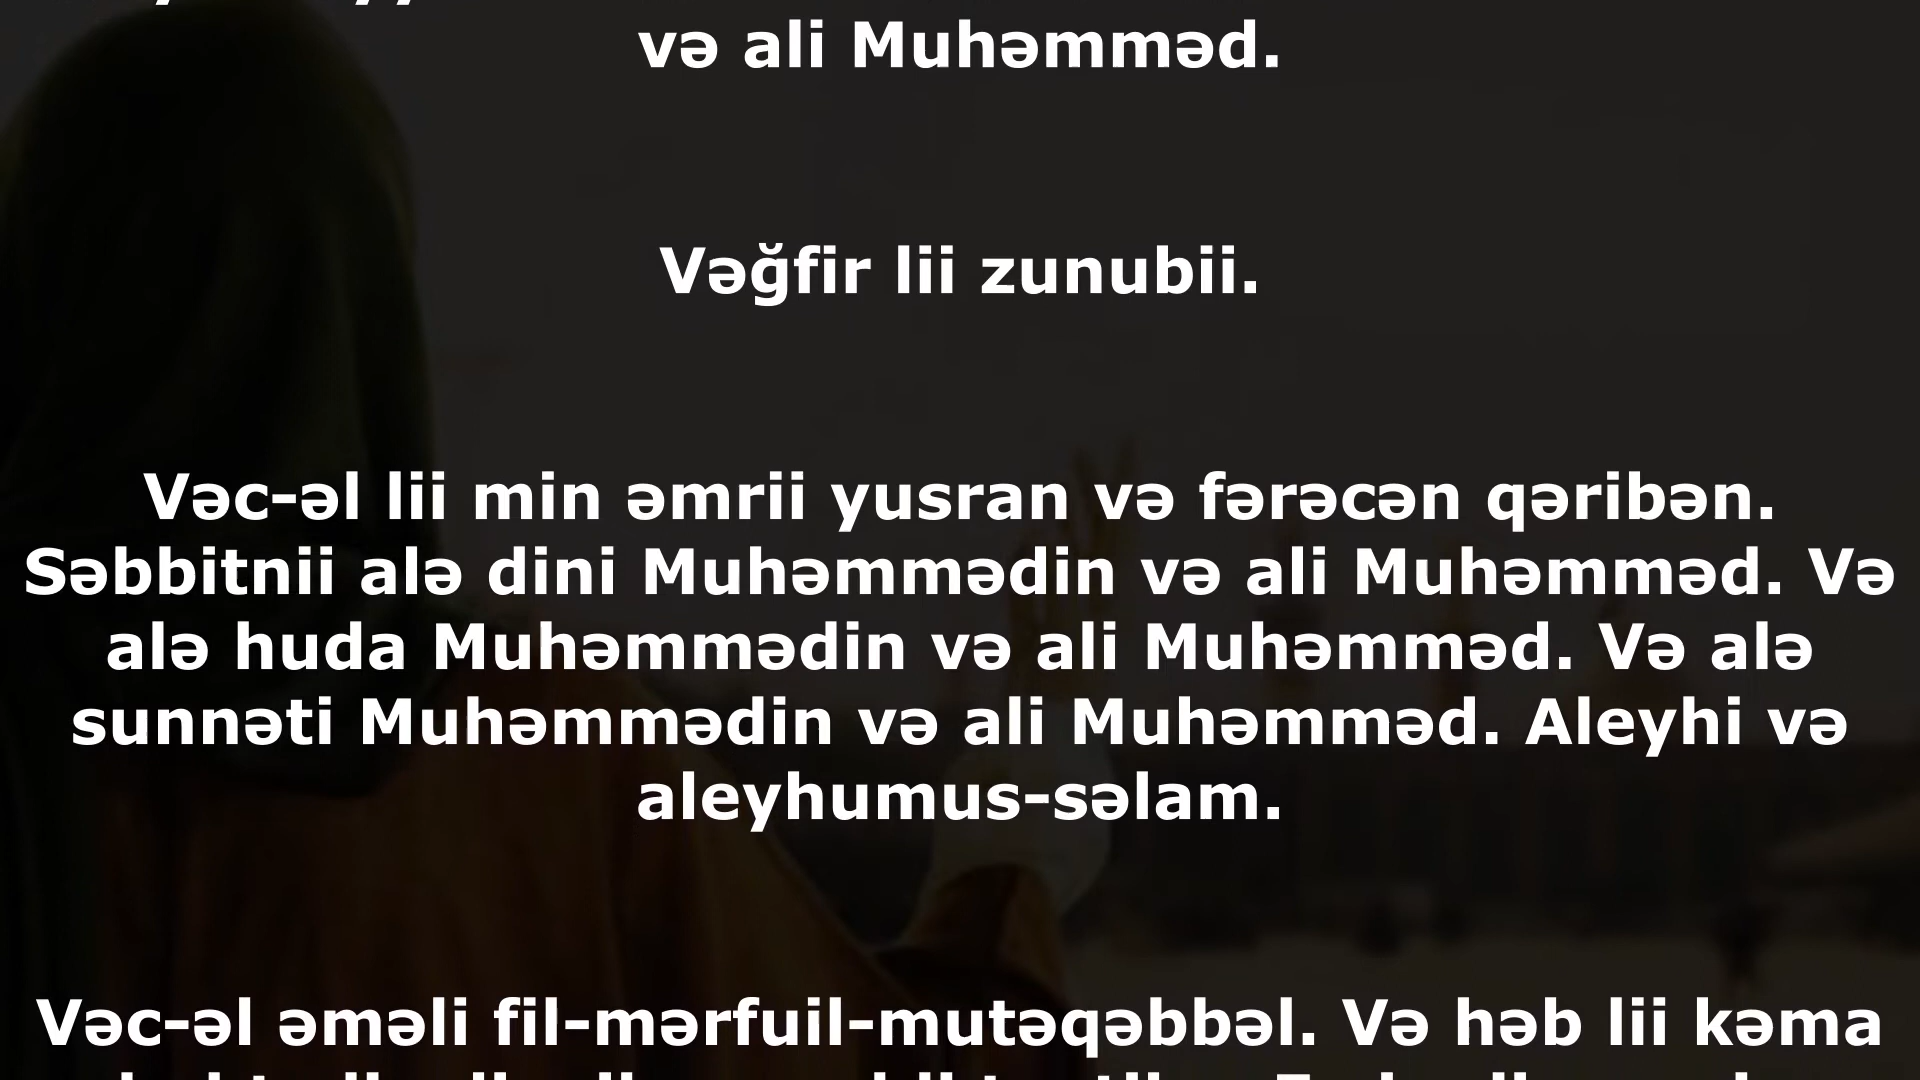 və ali Muhəmməd.
Vəğfir lii zunubii.
Vəc-əl lii min əmrii yusran və fərəcən qəribən.
Səbbitnii alə dini Muhəmmədin və ali Muhəmməd. Və
alə huda Muhəmmədin və ali Muhəmməd. Və alə
sunnəti Muhəmmədin və ali Muhəmməd. Aleyhi və
aleyhumus-səlam.
Vəc-əl əməli fil-mərfuil-mutəqəbbəl. Və həb lii kəma